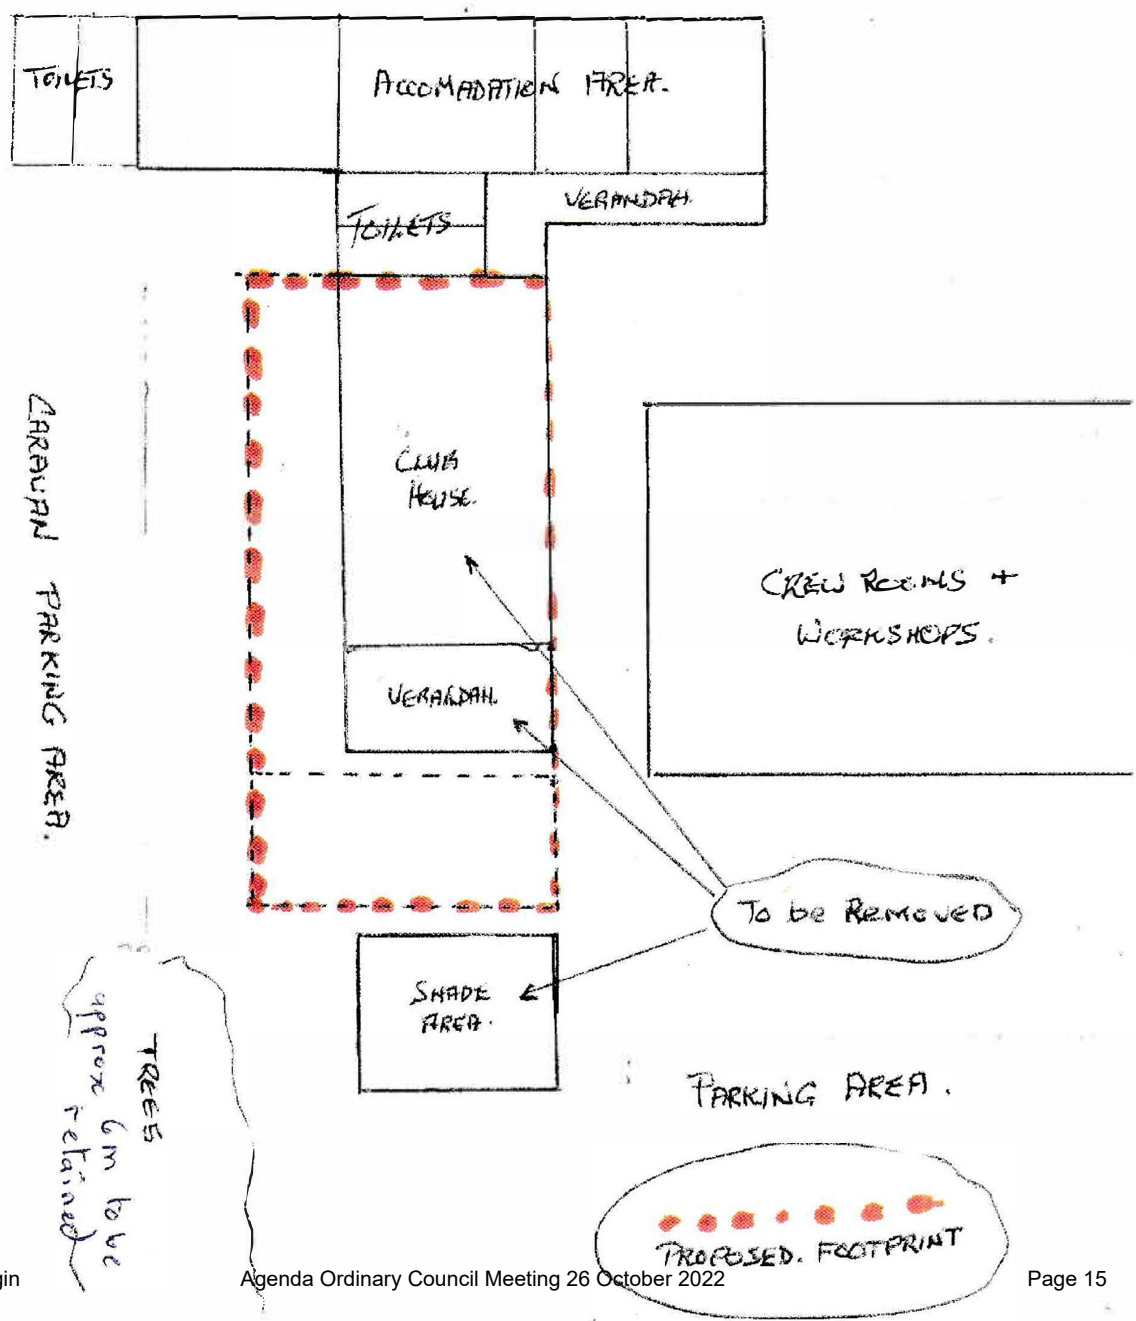 TOILETS
ACCOMADATION AREA.
VERANDAH.
TOILETS
CLUB
HOUSE.
CARAVAN PARKING AREA.
CREW ROOMS +
WORKSHOPS.
VERANDAH.
To be REMOVED
SHADE
AREA.
TREES
approx 6m to be
retained
PARKING AREA.
PROPOSED. FOOTPRINT
gin
Agenda Ordinary Council Meeting 26 October 2022
Page 15